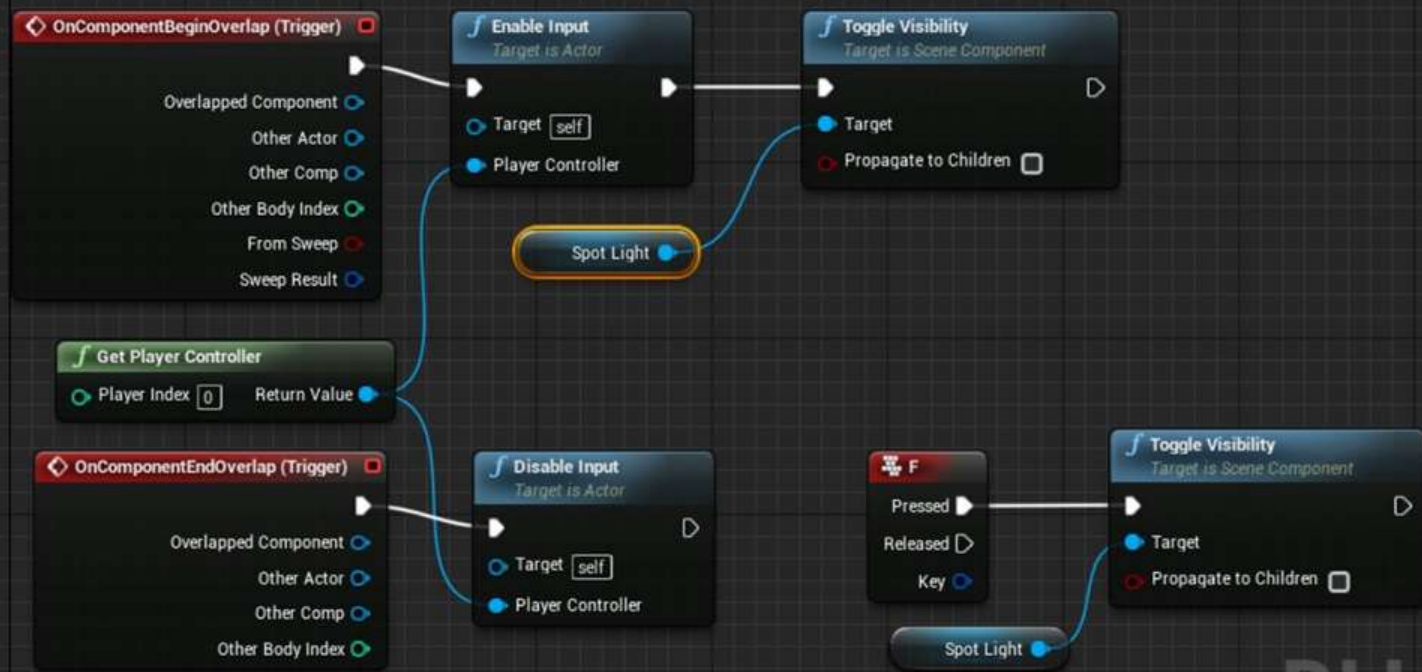 OnComponentBeginOverlap (Trigger)
Overlapped Component
Other Actor
Other Comp
Other Body Index
From Sweep
Sweep Result
f Enable Input
Target is Actor
Target self
Player Controller
f Toggle Visibility
Target is Scene Component
Target
Propagate to Children
Spot Light
f Get Player Controller
Player Index 0 Return Value
OnComponentEndOverlap (Trigger)
Overlapped Component
Other Actor
Other Comp
Other Body Index
f Disable Input
Target is Actor
Target self
Player Controller
F
Pressed
Released
Key
f Toggle Visibility
Target is Scene Component
Target
Propagate to Children
Spot Light